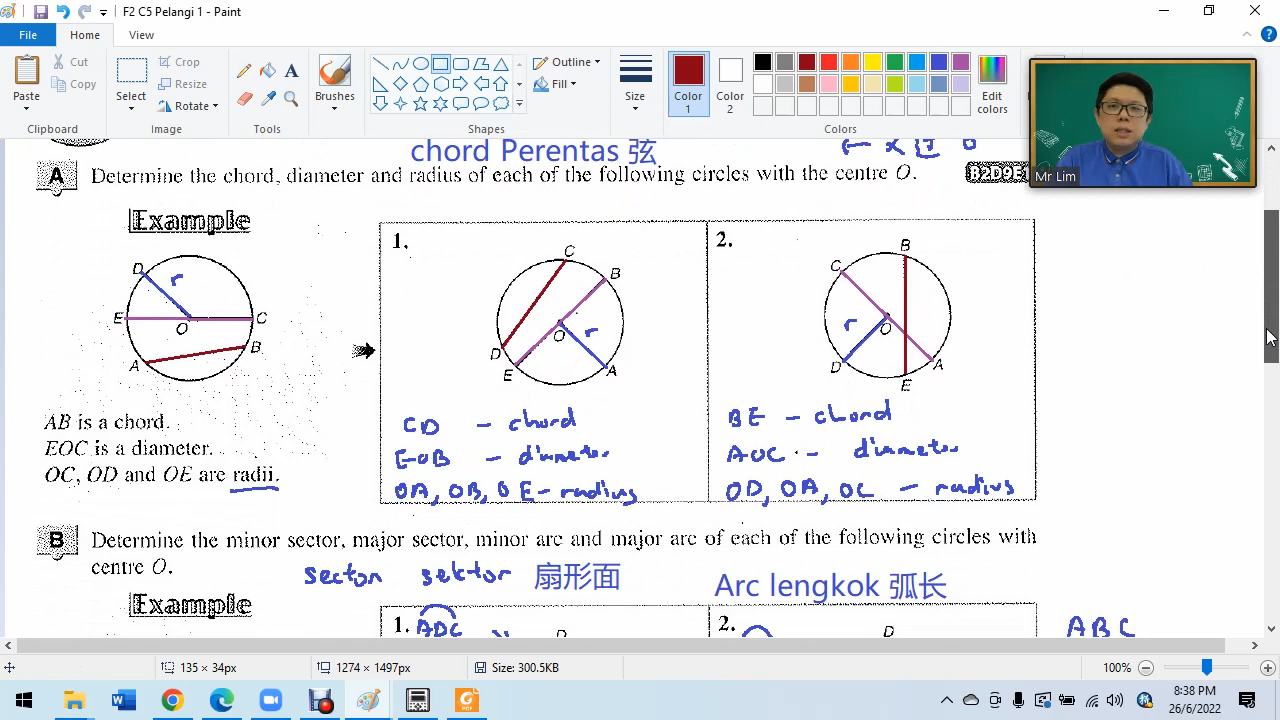 F2 C5 Pelangi 1 - Paint
File Home View
Paste
Cut
Copy
Clipboard
Select
Crop
Resize
Rotate
Image
A
Tools
Brushes
Outline
Fill
Shapes
Size
Color 1
Color 2
Edit colors
Colors
Mr Lim
chord Perentas 弦
A Determine the chord, diameter and radius of each of the following circles with the centre O.
Example
D r
E O C
A B
AB is a chord.
EOC is a diameter.
OC, OD and OE are radii.
1.
C
B
O r
D
E A
CD - chord
EOB - diameter
OA, OB, OE - radius
2.
B
C
r O
D A
E
BE - chord
AOC - diameter
OD, OA, OC - radius
B Determine the minor sector, major sector, minor arc and major arc of each of the following circles with
centre O.
sector sektor 扇形面
Arc lengkok 弧长
Example
1. ADC
2.
ABC
135 × 34px
1274 × 1497px
Size: 300.5KB
100%
8:38 PM
26/6/2022